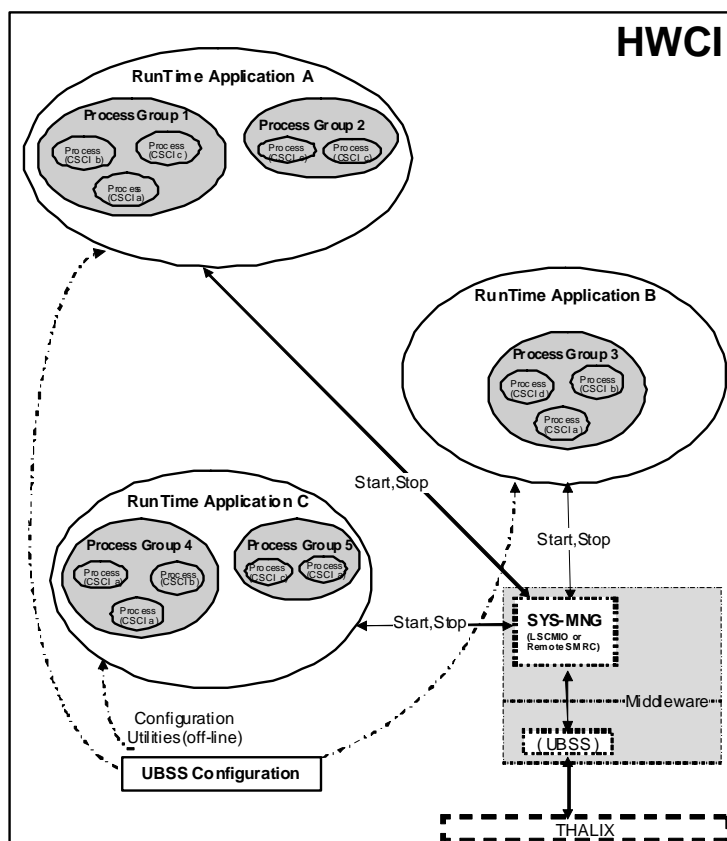 HWCI
RunTime Application A
Process Group 1
Process
(CSCI b)
Process
(CSCI c)
Process
(CSCI a)
Process Group 2
Process
Process
(CSCI c)
RunTime Application B
Process Group 3
Process
(CSCI d)
Process
(CSCI b)
Process
(CSCI a)
RunTime Application C
Process Group 4
Process
(CSCI a)
Process
(CSCI b)
Process
(CSCI a)
Process Group 5
Process
(CSCI c)
Process
(CSCI a)
Start,Stop
Start,Stop
Start,Stop
SYS-MNG
(LSCMIO or
Remote SMRC)
Middleware
(UBSS)
Configuration
Utilities(off-line)
UBSS Configuration
THALIX